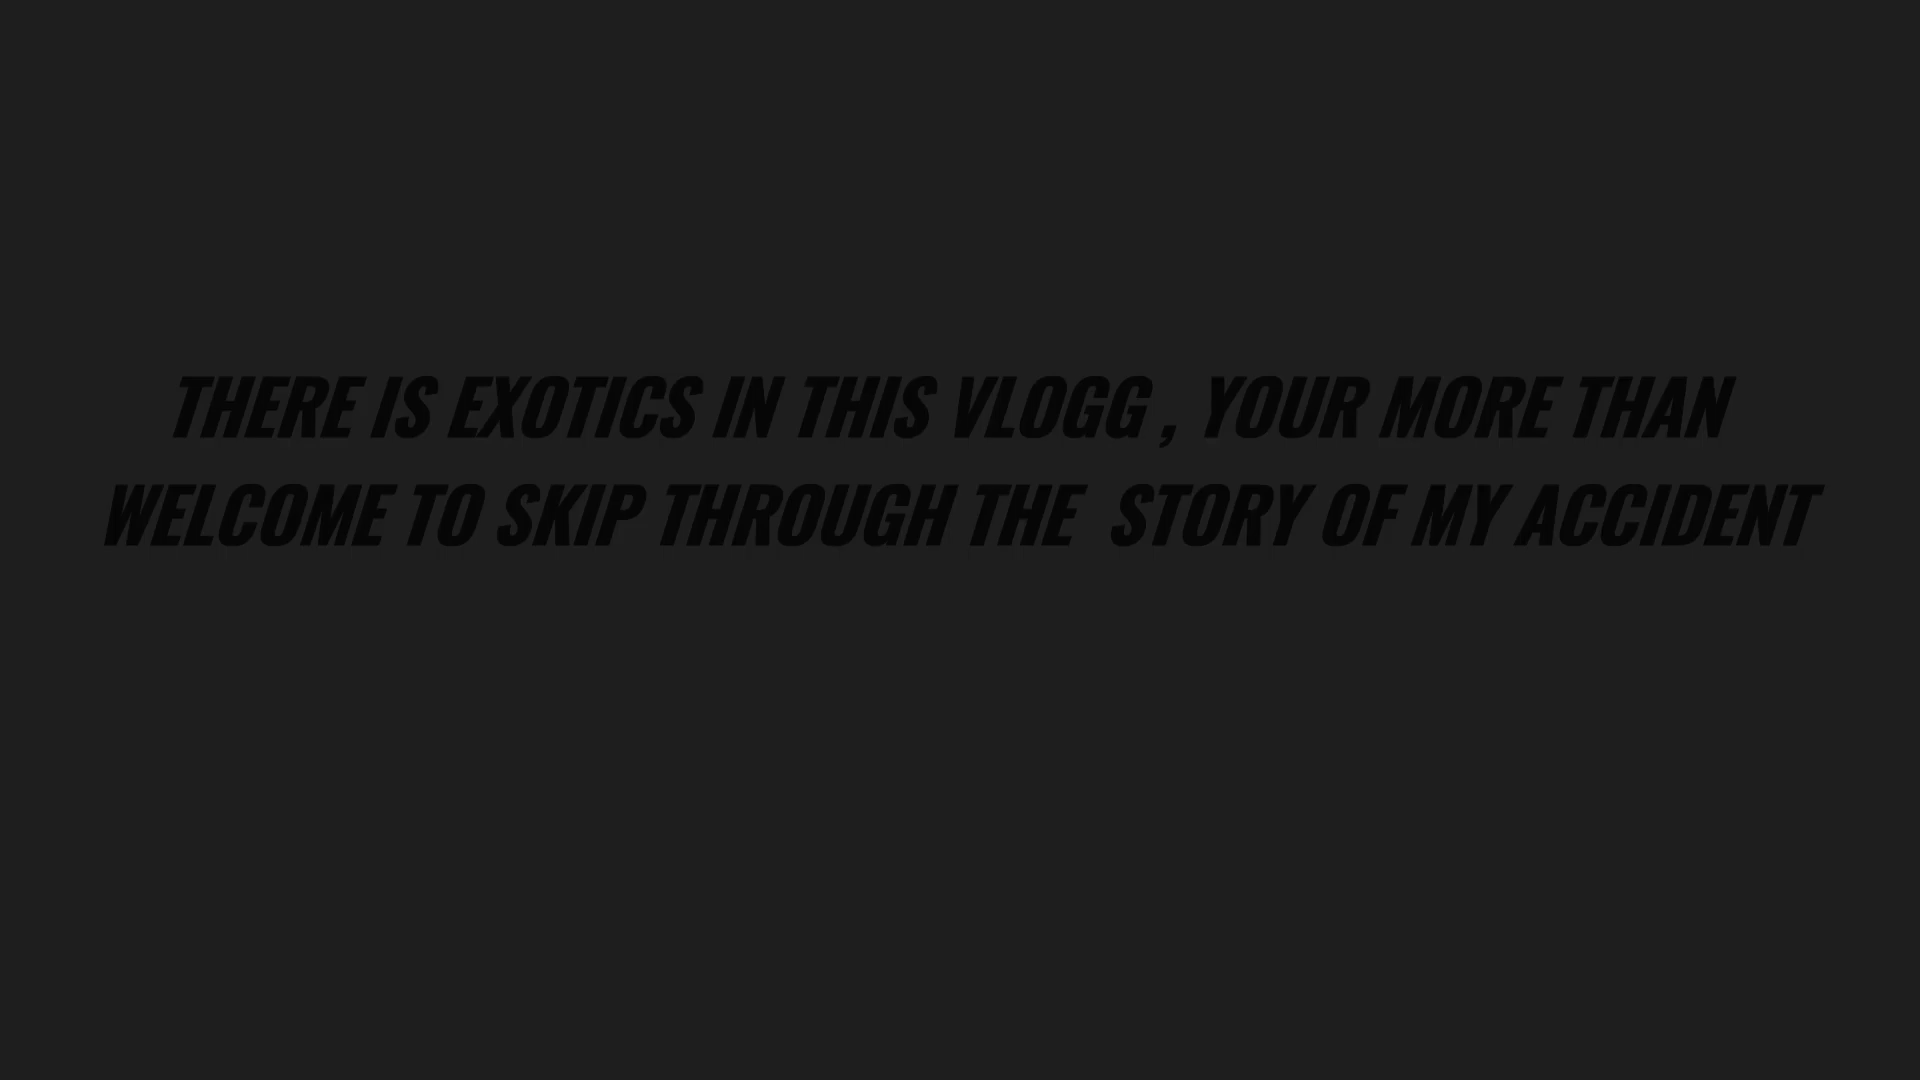 THERE IS EXOTICS IN THIS VLOGG , YOUR MORE THAN
WELCOME TO SKIP THROUGH THE  STORY OF MY ACCIDENT